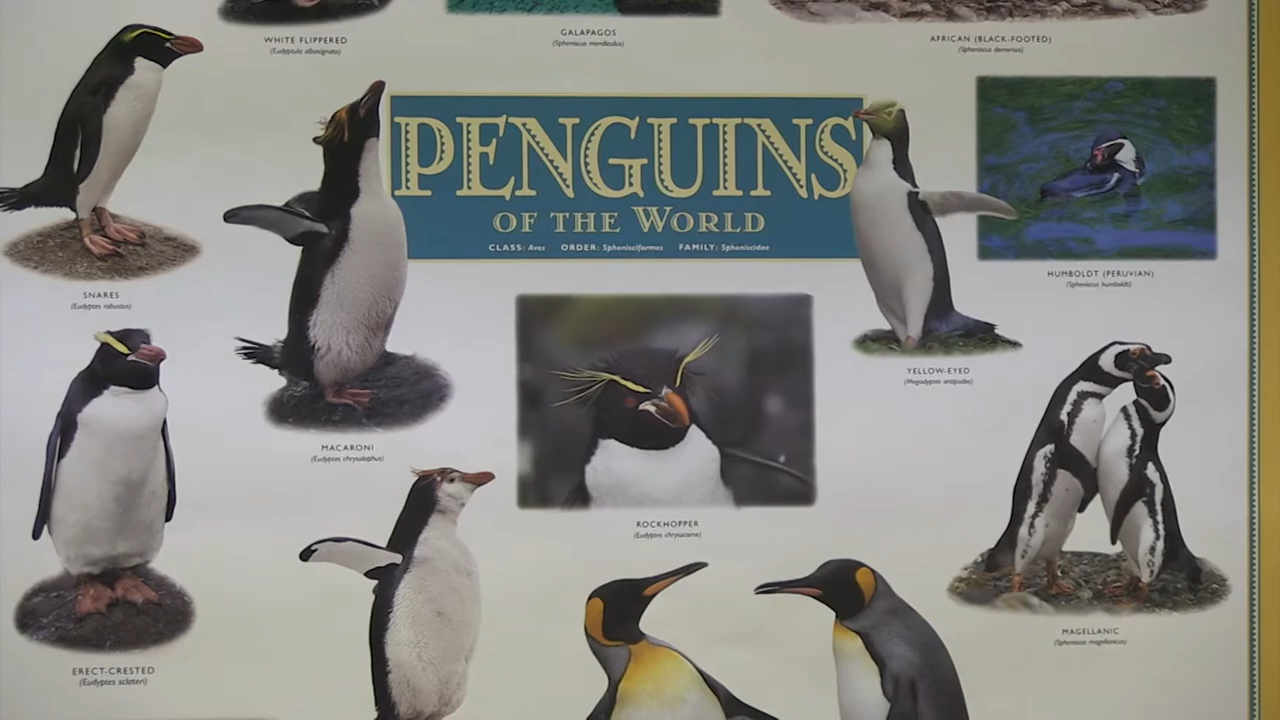 WHITE FLIPPERED
(Eudyptula albosignata)
GALAPAGOS
(Spheniscus mendiculus)
AFRICAN (BLACK-FOOTED)
(Spheniscus demersus)
PENGUINS
OF THE WORLD
CLASS: Aves ORDER: Sphenisciformes FAMILY: Spheniscidae
HUMBOLDT (PERUVIAN)
(Spheniscus humboldti)
SNARES
(Eudyptes robustus)
YELLOW-EYED
(Megadyptes antipodes)
MACARONI
(Eudyptes chrysolophus)
ROCKHOPPER
(Eudyptes chrysocome)
MAGELLANIC
(Spheniscus magellanicus)
ERECT-CRESTED
(Eudyptes sclateri)